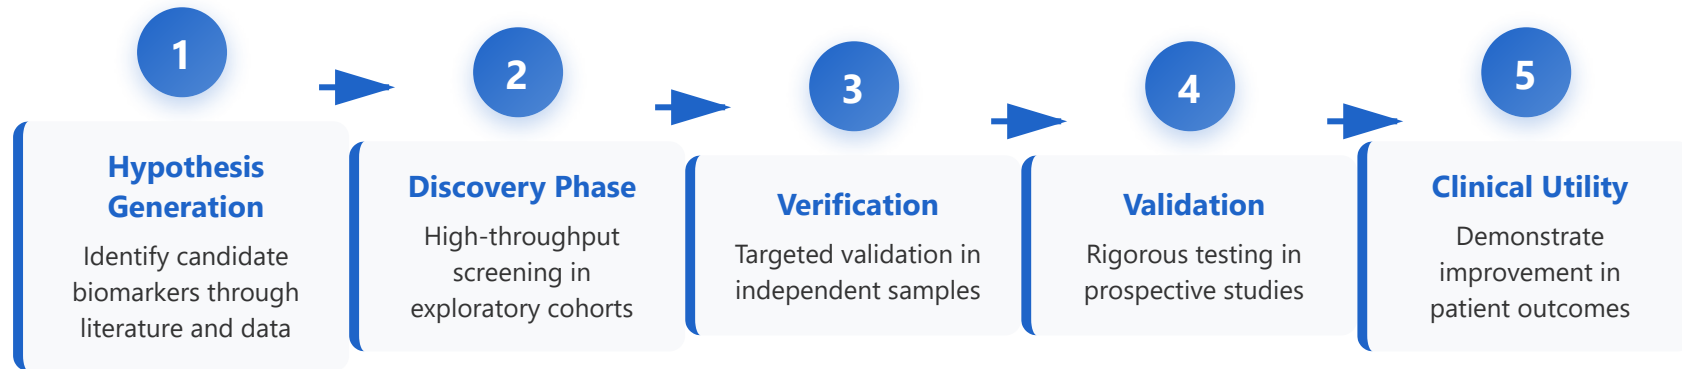 1
Hypothesis
Generation
Identify candidate
biomarkers through
literature and data
2
Discovery Phase
High-throughput
screening in
exploratory cohorts
3
Verification
Targeted validation in
independent samples
4
Validation
Rigorous testing in
prospective studies
5
Clinical Utility
Demonstrate
improvement in
patient outcomes